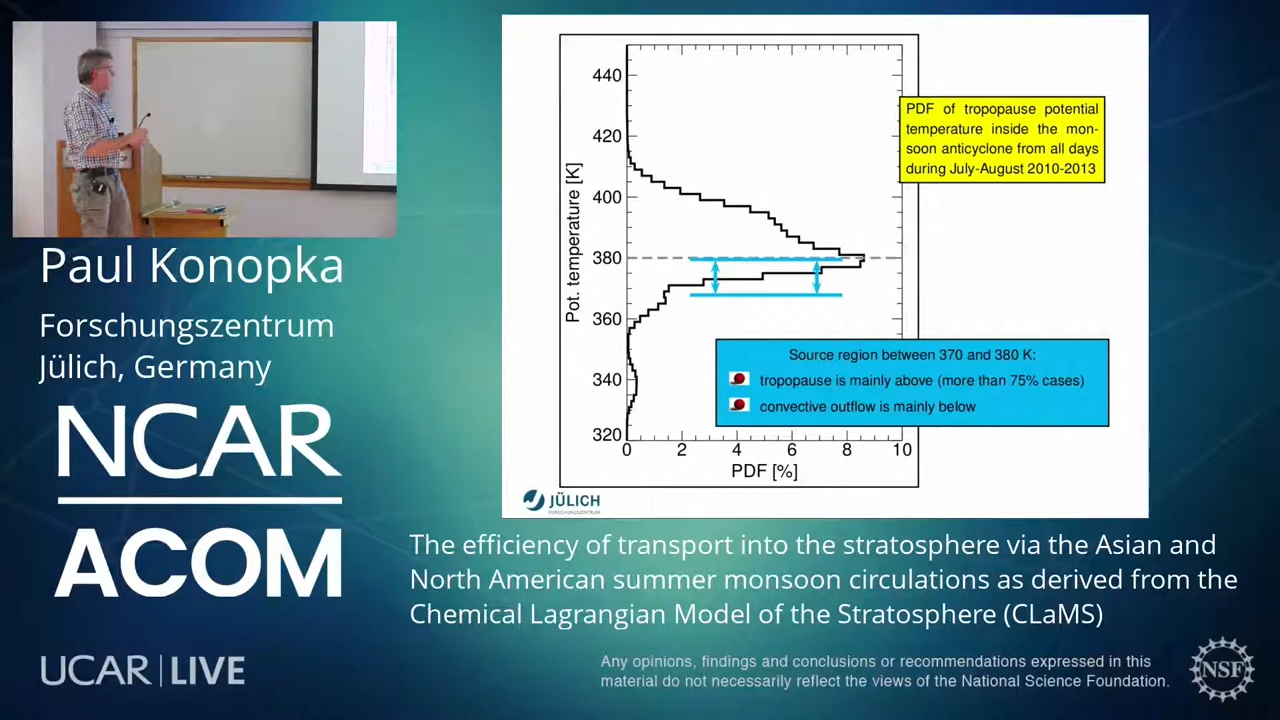 Paul Konopka
Forschungszentrum
Jülich, Germany
NCAR
ACOM
UCAR | LIVE
440
420
400
380
360
340
320
Pot. temperature [K]
0 2 4 6 8 10
PDF [%]
PDF of tropopause potential
temperature inside the mon-
soon anticyclone from all days
during July-August 2010-2013
Source region between 370 and 380 K:
tropopause is mainly above (more than 75% cases)
convective outflow is mainly below
JÜLICH
FORSCHUNGSZENTRUM
The efficiency of transport into the stratosphere via the Asian and
North American summer monsoon circulations as derived from the
Chemical Lagrangian Model of the Stratosphere (CLaMS)
Any opinions, findings and conclusions or recommendations expressed in this
material do not necessarily reflect the views of the National Science Foundation.
NSF